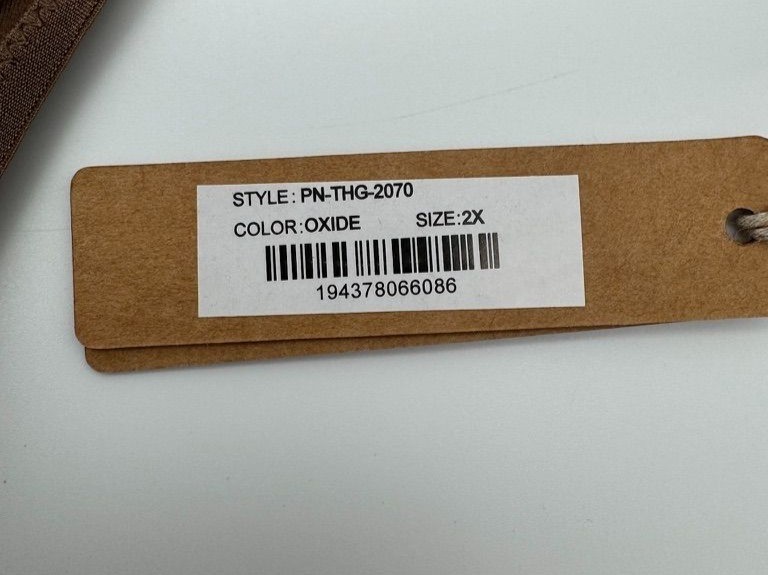 STYLE: PN-THG-2070
COLOR:OXIDE SIZE:2X
194378066086